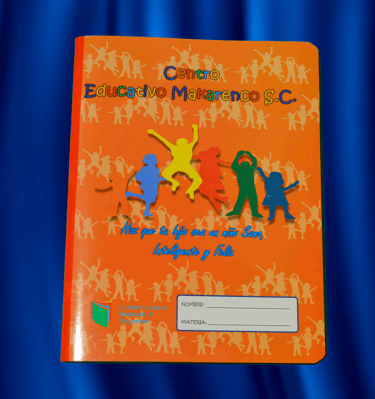 Centro
Educativo Makarenco S.C.
Haz que tu hijo sea un niño Sano,
Inteligente y Feliz
NOMBRE:
MATERIA: